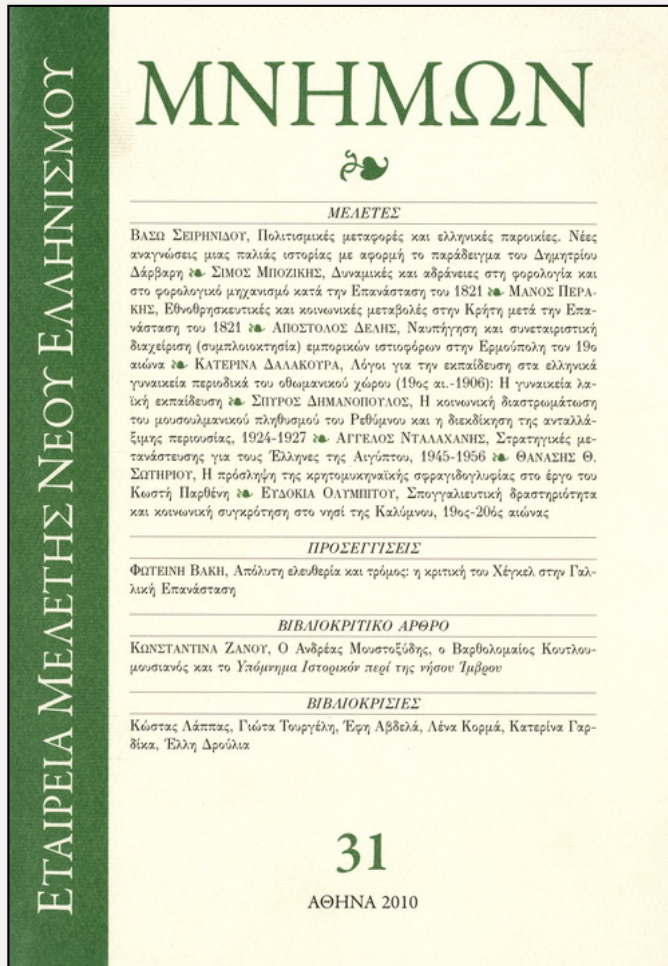 ΕΤΑΙΡΕΙΑ ΜΕΛΕΤΗΣ ΝΕΟΥ ΕΛΛΗΝΙΣΜΟΥ
ΜΝΗΜΩΝ
ΜΕΛΕΤΕΣ
ΒΑΣΩ ΣΕΙΡΗΝΙΔΟΥ, Πολιτισμικές μεταφορές και ελληνικές παροικίες. Νέες
αναγνώσεις μιας παλιάς ιστορίας με αφορμή το παράδειγμα του Δημητρίου
Δάρβαρη ❧ ΣΙΜΟΣ ΜΠΟΖΙΚΗΣ, Δυναμικές και αδράνειες στη φορολογία και
στο φορολογικό μηχανισμό κατά την Επανάσταση του 1821 ❧ ΜΑΝΟΣ ΠΕΡΑ-
ΚΗΣ, Εθνοθρησκευτικές και κοινωνικές μεταβολές στην Κρήτη μετά την Επα-
νάσταση του 1821 ❧ ΑΠΟΣΤΟΛΟΣ ΔΕΛΗΣ, Ναυπήγηση και συνεταιριστική
διαχείριση (συμπλοιοκτησία) εμπορικών ιστιοφόρων στην Ερμούπολη τον 19ο
αιώνα ❧ ΚΑΤΕΡΙΝΑ ΔΑΛΑΚΟΥΡΑ, Λόγοι για την εκπαίδευση στα ελληνικά
γυναικεία περιοδικά του οθωμανικού χώρου (19ος αι.-1906): Η γυναικεία λα-
ϊκή εκπαίδευση ❧ ΣΠΥΡΟΣ ΔΗΜΑΝΟΠΟΥΛΟΣ, Η κοινωνική διαστρωμάτωση
του μουσουλμανικού πληθυσμού του Ρεθύμνου και η διεκδίκηση της ανταλλά-
ξιμης περιουσίας, 1924-1927 ❧ ΑΓΓΕΛΟΣ ΝΤΑΛΑΧΑΝΗΣ, Στρατηγικές με-
τανάστευσης για τους Έλληνες της Αιγύπτου, 1945-1956 ❧ ΘΑΝΑΣΗΣ Θ.
ΣΩΤΗΡΙΟΥ, Η πρόσληψη της κρητομυκηναϊκής σφραγιδογλυφίας στο έργο του
Κωστή Παρθένη ❧ ΕΥΔΟΚΙΑ ΟΛΥΜΠΙΤΟΥ, Σπογγαλιευτική δραστηριότητα
και κοινωνική συγκρότηση στο νησί της Καλύμνου, 19ος-20ός αιώνας
ΠΡΟΣΕΓΓΙΣΕΙΣ
ΦΩΤΕΙΝΗ ΒΑΚΗ, Απόλυτη ελευθερία και τρόμος: η κριτική του Χέγκελ στην Γαλ-
λική Επανάσταση
ΒΙΒΛΙΟΚΡΙΤΙΚΟ ΑΡΘΡΟ
ΚΩΝΣΤΑΝΤΙΝΑ ΖΑΝΟΥ, Ο Ανδρέας Μουστοξύδης, ο Βαρθολομαίος Κουτλου-
μουσιανός και το Υπόμνημα Ιστορικόν περί της νήσου Ίμβρου
ΒΙΒΛΙΟΚΡΙΣΙΕΣ
Κώστας Λάππας, Γιώτα Τουργέλη, Έφη Αβδελά, Λένα Κορμά, Κατερίνα Γαρ-
δίκα, Έλλη Δρούλια
31
ΑΘΗΝΑ 2010